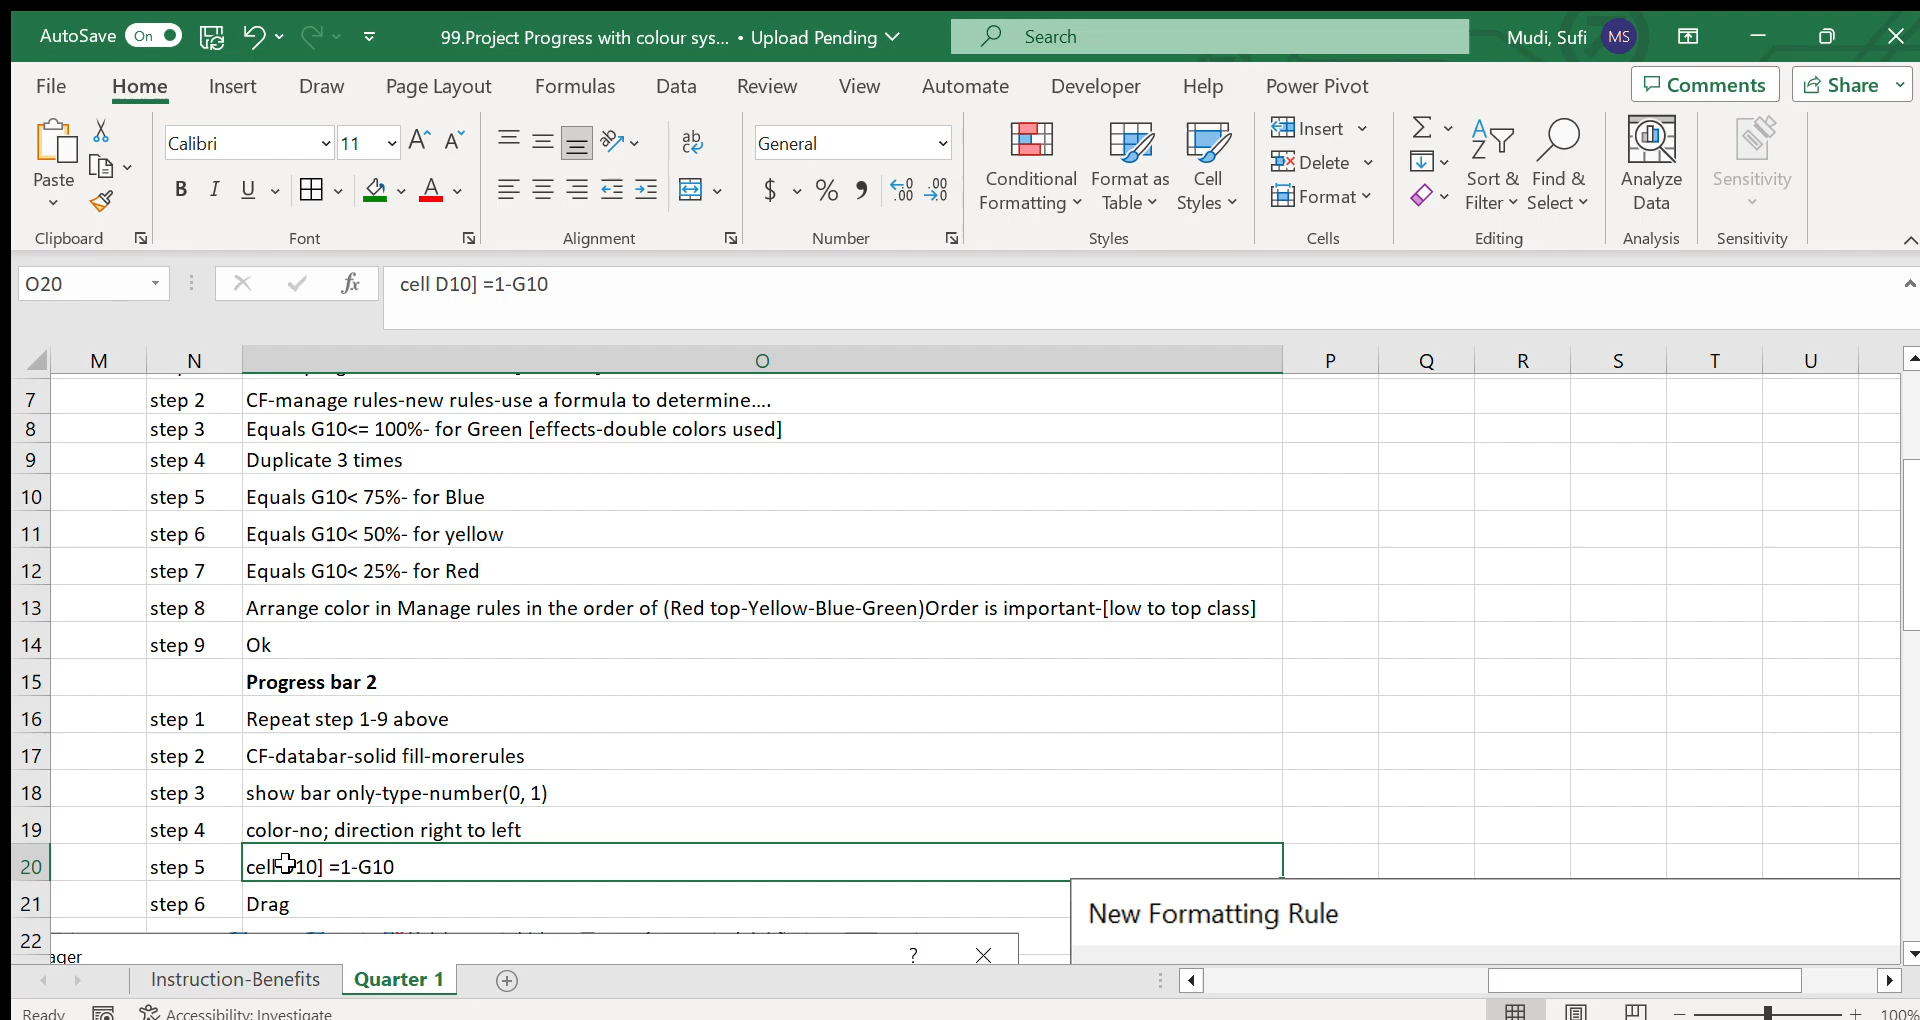 AutoSave On 99.Project Progress with colour sys... • Upload Pending Search Mudi, Sufi MS
File Home Insert Draw Page Layout Formulas Data Review View Automate Developer Help Power Pivot Comments Share
Paste
Clipboard
Calibri 11
B I U A
Font
ab
Alignment
General
$ % 9 .00
Number
Conditional Formatting
Format as Table
Cell Styles
Styles
Insert
Delete
Format
Cells
Sort & Filter
Find & Select
Editing
Analyze Data
Analysis
Sensitivity
Sensitivity
O20 fx cell D10] =1-G10
M N O P Q R S T U
7 step 2 CF-manage rules-new rules-use a formula to determine....
8 step 3 Equals G10<= 100%- for Green [effects-double colors used]
9 step 4 Duplicate 3 times
10 step 5 Equals G10< 75%- for Blue
11 step 6 Equals G10< 50%- for yellow
12 step 7 Equals G10< 25%- for Red
13 step 8 Arrange color in Manage rules in the order of (Red top-Yellow-Blue-Green)Order is important-[low to top class]
14 step 9 Ok
15 Progress bar 2
16 step 1 Repeat step 1-9 above
17 step 2 CF-databar-solid fill-morerules
18 step 3 show bar only-type-number(0, 1)
19 step 4 color-no; direction right to left
20 step 5 cell D10] =1-G10
21 step 6 Drag
New Formatting Rule
22
ager ?
Instruction-Benefits Quarter 1
Ready Accessibility: Investigate 100%